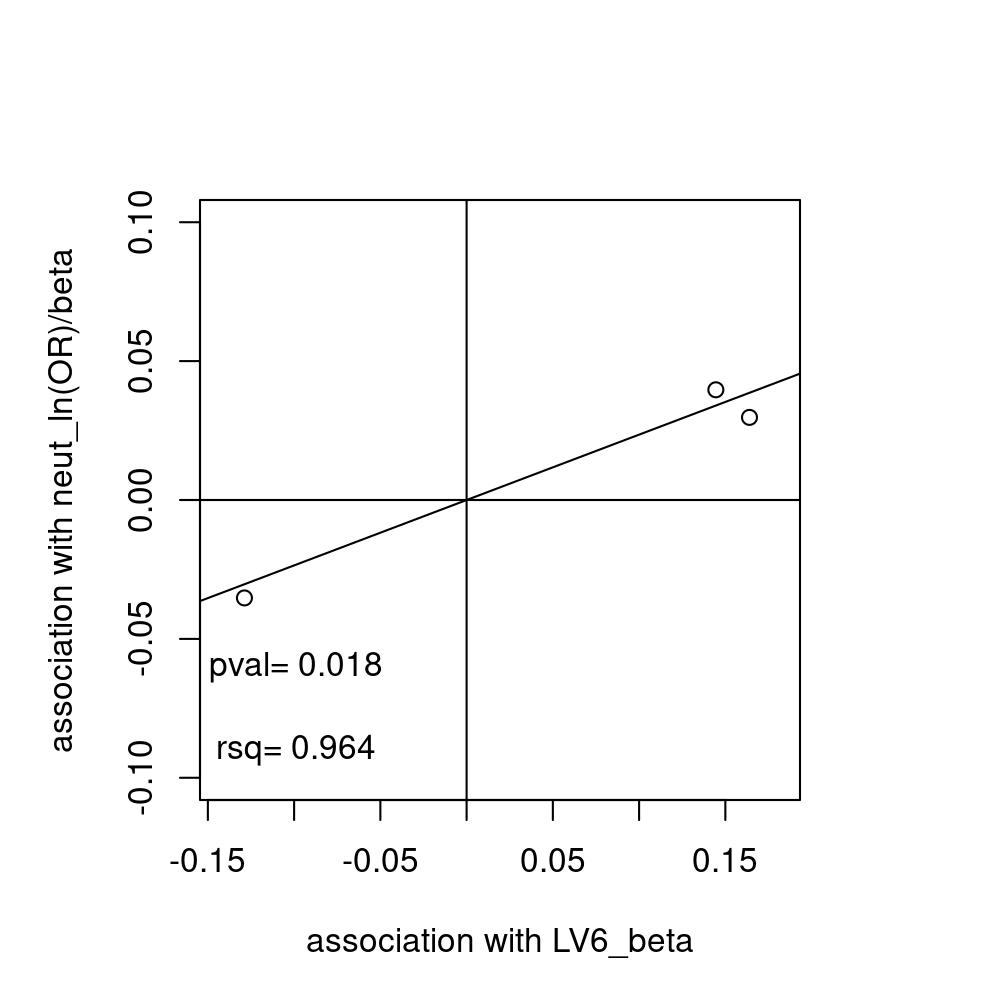 association with neut_ln(OR)/beta
0.10
0.05
0.00
-0.05
-0.10
pval= 0.018
rsq= 0.964
-0.15
-0.05
0.05
0.15
association with LV6_beta